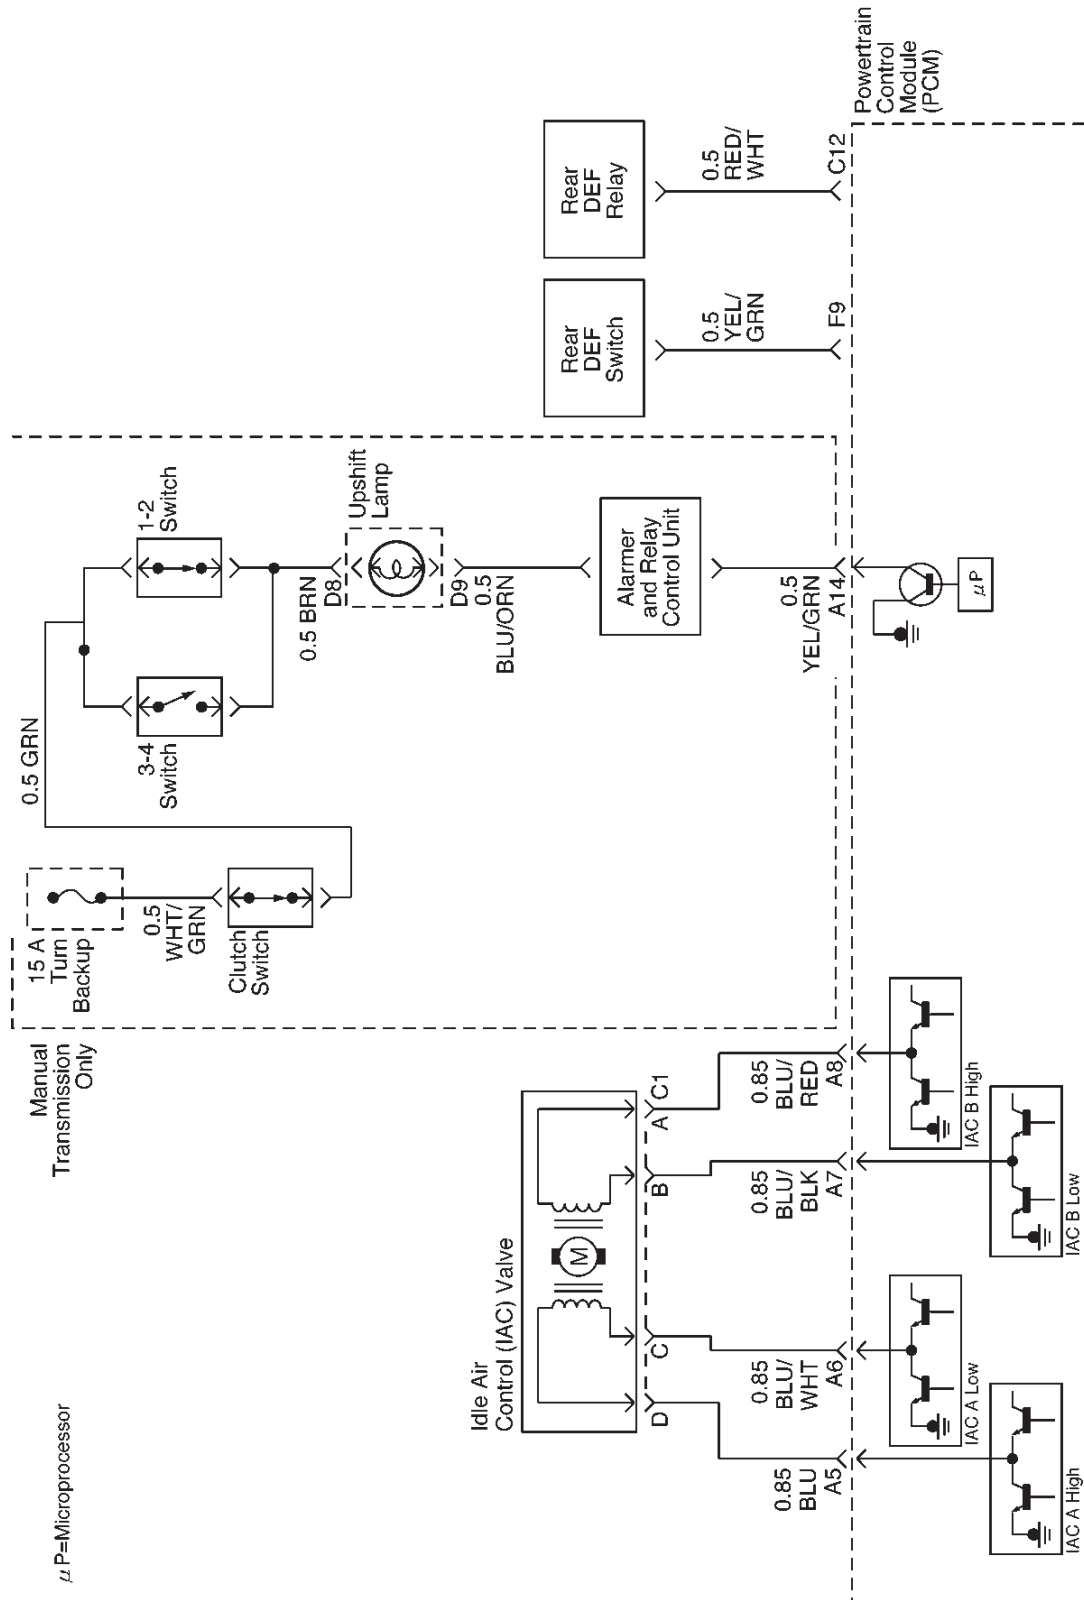 μP=Microprocessor
Manual
Transmission
Only
15 A
Turn
Backup
0.5
WHT/
GRN
Clutch
Switch
0.5 GRN
3-4
Switch
1-2
Switch
0.5 BRN
D8
Upshift
Lamp
D9
0.5
BLU/ORN
Alarmer
and Relay
Control Unit
0.5
YEL/GRN
A14
μP
Rear
DEF
Switch
0.5
YEL/
GRN
F9
Rear
DEF
Relay
0.5
RED/
WHT
C12
Powertrain
Control
Module
(PCM)
Idle Air
Control (IAC) Valve
M
D
C
B
A
C1
0.85
BLU
A5
0.85
BLU/
WHT
A6
0.85
BLU/
BLK
A7
0.85
BLU/
RED
A8
IAC A High
IAC A Low
IAC B Low
IAC B High